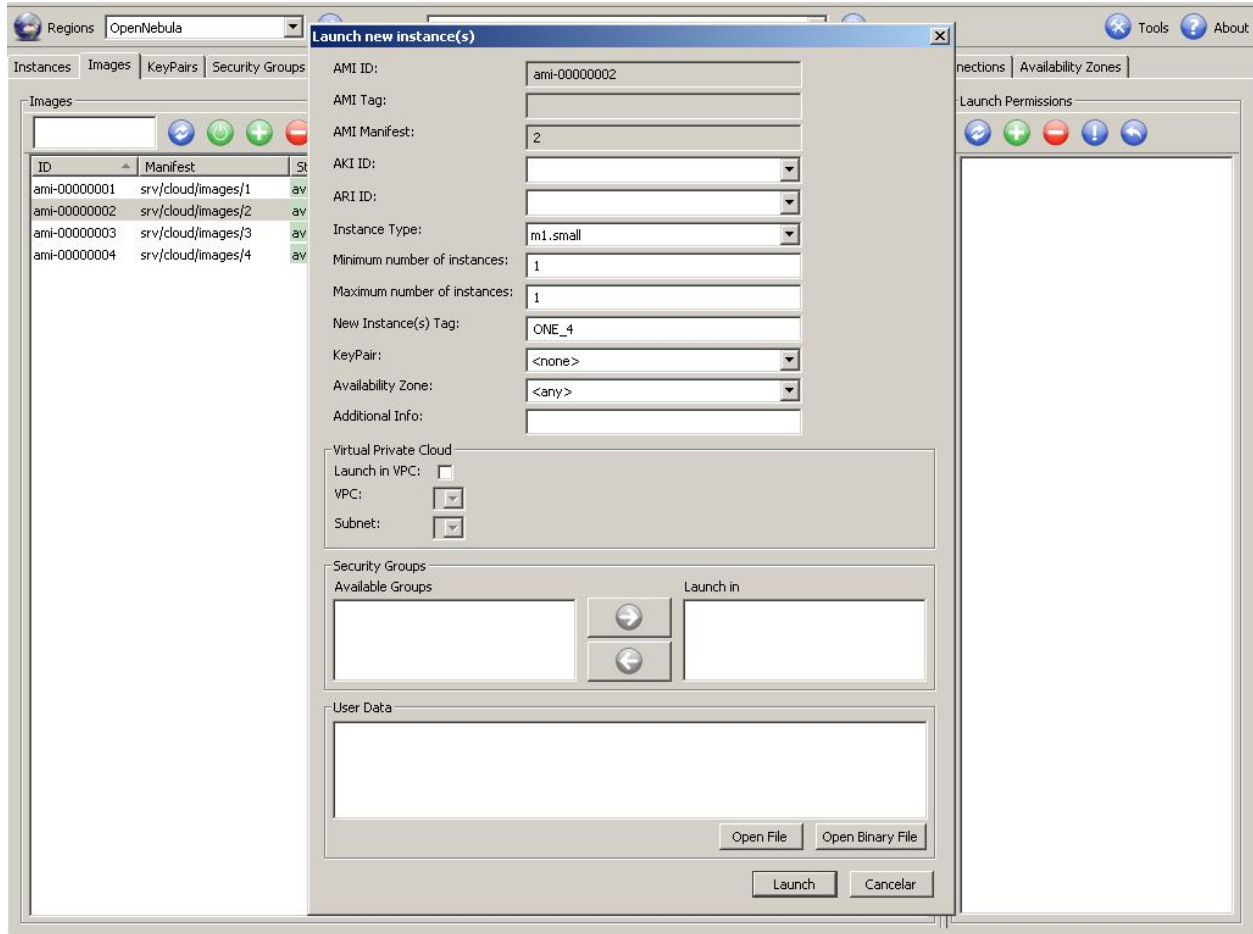 Regions OpenNebula Tools About
Launch new instance(s)
Instances Images KeyPairs Security Groups nections Availability Zones
Images
Launch Permissions
ID Manifest St
ami-00000001 srv/cloud/images/1 av
ami-00000002 srv/cloud/images/2 av
ami-00000003 srv/cloud/images/3 av
ami-00000004 srv/cloud/images/4 av
AMI ID: ami-00000002
AMI Tag:
AMI Manifest: 2
AKI ID:
ARI ID:
Instance Type: m1.small
Minimum number of instances: 1
Maximum number of instances: 1
New Instance(s) Tag: ONE_4
KeyPair: <none>
Availability Zone: <any>
Additional Info:
Virtual Private Cloud
Launch in VPC:
VPC:
Subnet:
Security Groups
Available Groups Launch in
User Data
Open File Open Binary File
Launch Cancelar